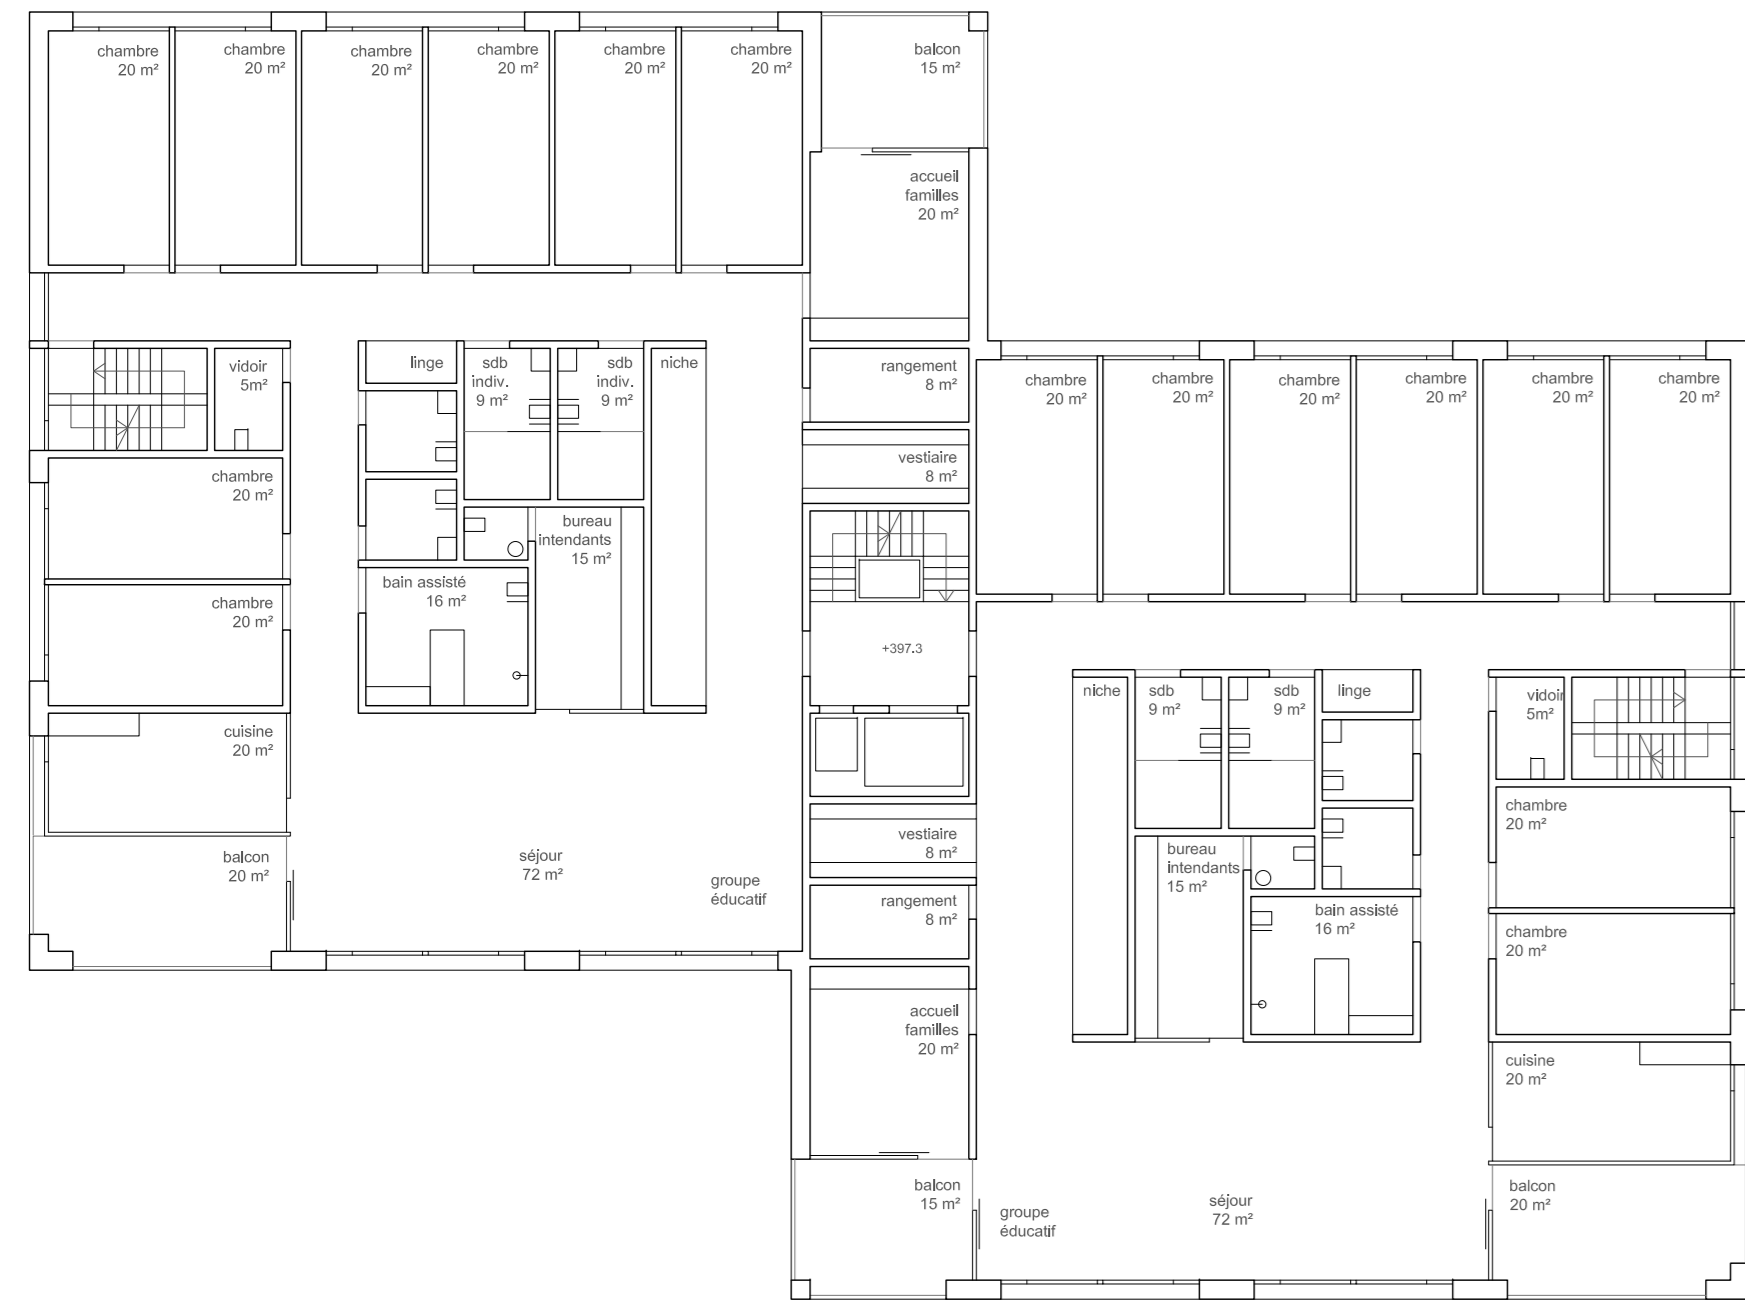 chambre
20 m²
chambre
20 m²
chambre
20 m²
chambre
20 m²
chambre
20 m²
chambre
20 m²
balcon
15 m²
accueil
familles
20 m²
vidoir
5m²
linge
sdb
indiv.
9 m²
sdb
indiv.
9 m²
niche
rangement
8 m²
chambre
20 m²
chambre
20 m²
chambre
20 m²
chambre
20 m²
chambre
20 m²
chambre
20 m²
vestiaire
8 m²
chambre
20 m²
bureau
intendants
15 m²
bain assisté
16 m²
chambre
20 m²
+397.3
niche
sdb
9 m²
sdb
9 m²
linge
vidoir
5m²
cuisine
20 m²
chambre
20 m²
vestiaire
8 m²
balcon
20 m²
séjour
72 m²
groupe
éducatif
bureau
intendants
15 m²
rangement
8 m²
bain assisté
16 m²
chambre
20 m²
accueil
familles
20 m²
cuisine
20 m²
balcon
15 m²
groupe
éducatif
séjour
72 m²
balcon
20 m²